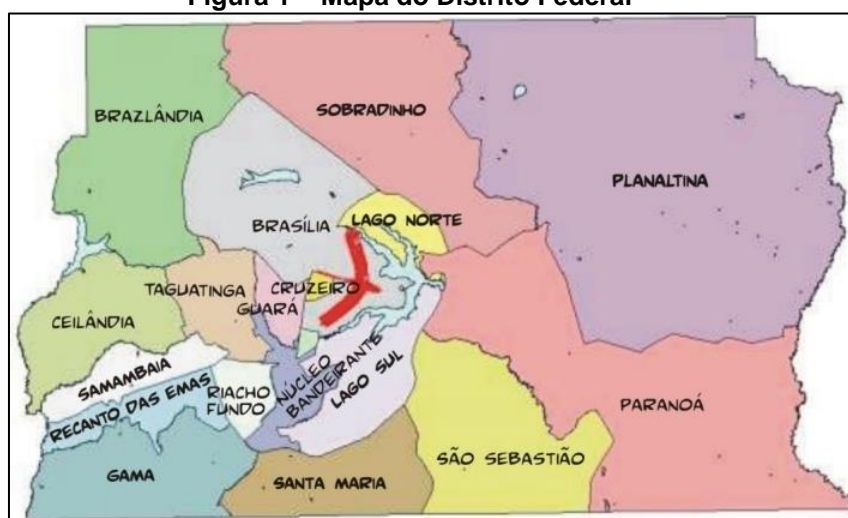 Figura 1 – Mapa do Distrito Federal
BRAZLÂNDIA
SOBRADINHO
PLANALTINA
BRASÍLIA
LAGO NORTE
TAGUATINGA
GUARÁ
CRUZEIRO
CEILÂNDIA
SAMAMBAIA
RECANTO DAS EMAS
RIACHO
FUNDO
NÚCLEO
BANDEIRANTE
LAGO SUL
PARANOÁ
SÃO SEBASTIÃO
GAMA
SANTA MARIA